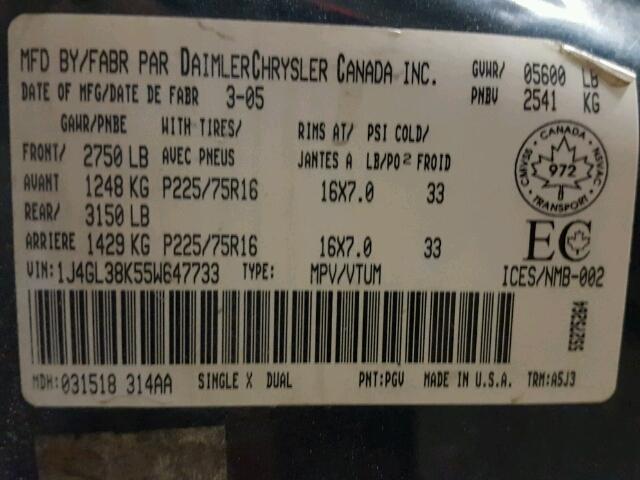 MFD BY/FABR PAR DAIMLERCHRYSLER CANADA INC. GVWR/ 05600 LB
DATE OF MFG/DATE DE FABR 3-05 PNBV 2541 KG
GAWR/PNBE WITH TIRES/ RIMS AT/ PSI COLD/
FRONT/ 2750 LB AVEC PNEUS JANTES A LB/PO² FROID
AVANT 1248 KG P225/75R16 16X7.0 33
REAR/ 3150 LB
ARRIERE 1429 KG P225/75R16 16X7.0 33
CANADA
CMVSS NSVAC
972
TRANSPORT
EC
VIN:1J4GL38K55W647733 TYPE: MPV/VTUM ICES/NMB-002
55275264
MDH:031518 314AA SINGLE X DUAL PNT:PGV MADE IN U.S.A. TRM:A5J3